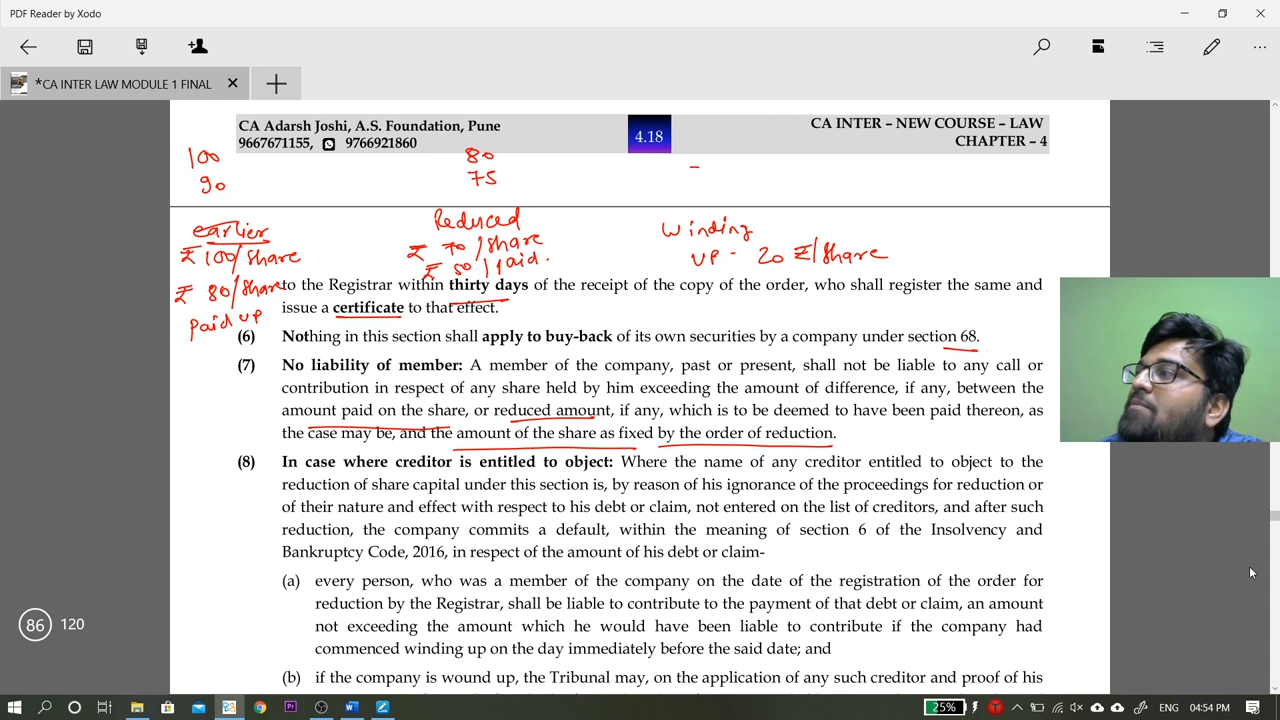 PDF Reader by Xodo
*CA INTER LAW MODULE 1 FINAL
CA Adarsh Joshi, A.S. Foundation, Pune
9667671155, 9766921860
4.18
CA INTER – NEW COURSE – LAW
CHAPTER – 4
100 80
90 75
earlier Reduced Winding
₹ 100/share ₹ 70/share up - 20 ₹/share
₹ 80/share ₹ 50/paid.
paid up
to the Registrar within thirty days of the receipt of the copy of the order, who shall register the same and
issue a certificate to that effect.
(6) Nothing in this section shall apply to buy-back of its own securities by a company under section 68.
(7) No liability of member: A member of the company, past or present, shall not be liable to any call or
contribution in respect of any share held by him exceeding the amount of difference, if any, between the
amount paid on the share, or reduced amount, if any, which is to be deemed to have been paid thereon, as
the case may be, and the amount of the share as fixed by the order of reduction.
(8) In case where creditor is entitled to object: Where the name of any creditor entitled to object to the
reduction of share capital under this section is, by reason of his ignorance of the proceedings for reduction or
of their nature and effect with respect to his debt or claim, not entered on the list of creditors, and after such
reduction, the company commits a default, within the meaning of section 6 of the Insolvency and
Bankruptcy Code, 2016, in respect of the amount of his debt or claim-
(a) every person, who was a member of the company on the date of the registration of the order for
reduction by the Registrar, shall be liable to contribute to the payment of that debt or claim, an amount
not exceeding the amount which he would have been liable to contribute if the company had
commenced winding up on the day immediately before the said date; and
(b) if the company is wound up, the Tribunal may, on the application of any such creditor and proof of his
86 120
25% ENG 04:54 PM